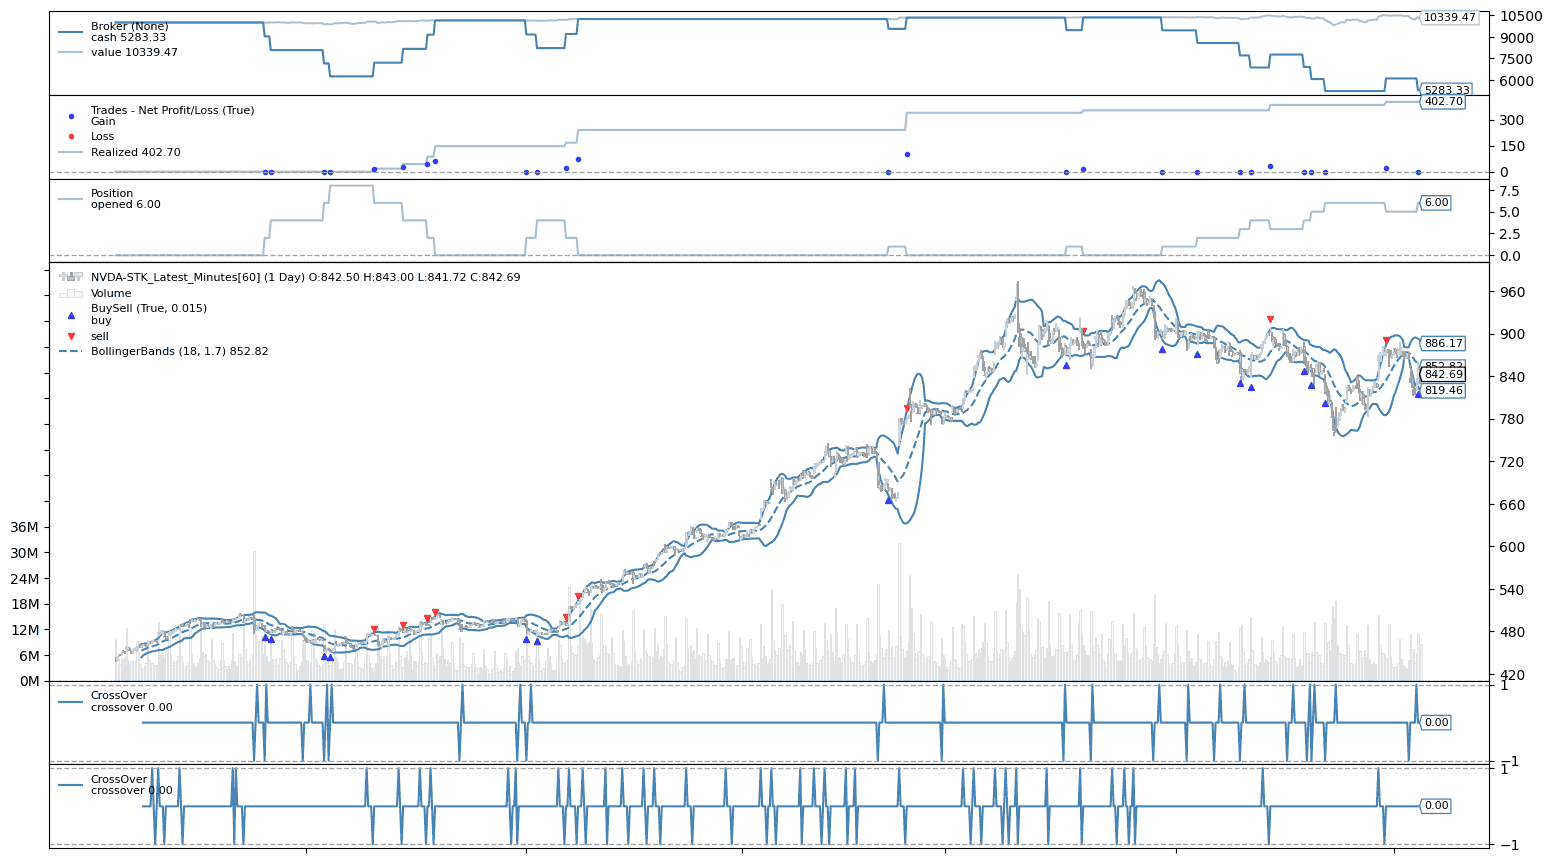 Broker (None)
cash 5283.33
value 10339.47
10339.47
5283.33
10500
9000
7500
6000
Trades - Net Profit/Loss (True)
Gain
Loss
Realized 402.70
402.70
300
150
0
Position
opened 6.00
6.00
7.5
5.0
2.5
0.0
NVDA-STK_Latest_Minutes[60] (1 Day) O:842.50 H:843.00 L:841.72 C:842.69
Volume
BuySell (True, 0.015)
buy
sell
BollingerBands (18, 1.7) 852.82
886.17
852.82
842.69
819.46
960
900
840
780
720
660
600
540
480
420
36M
30M
24M
18M
12M
6M
0M
CrossOver
crossover 0.00
0.00
1
−1
CrossOver
crossover 0.00
0.00
1
−1